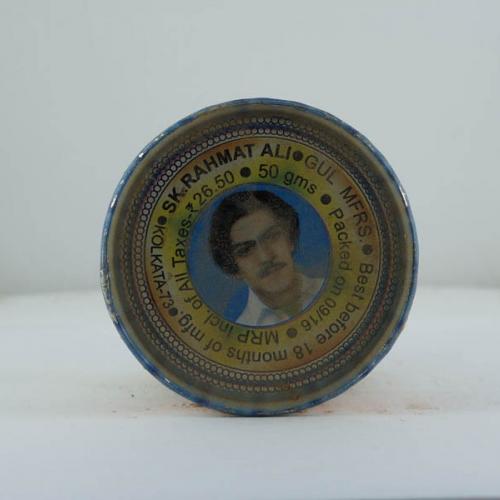 SK.RAHMAT ALI●GUL MFRS.● Best before 18 months of mfg●KOLKATA-73●
MRP incl. of All Taxes-₹26.50 ● 50 gms ● Packed on 09/16 ●